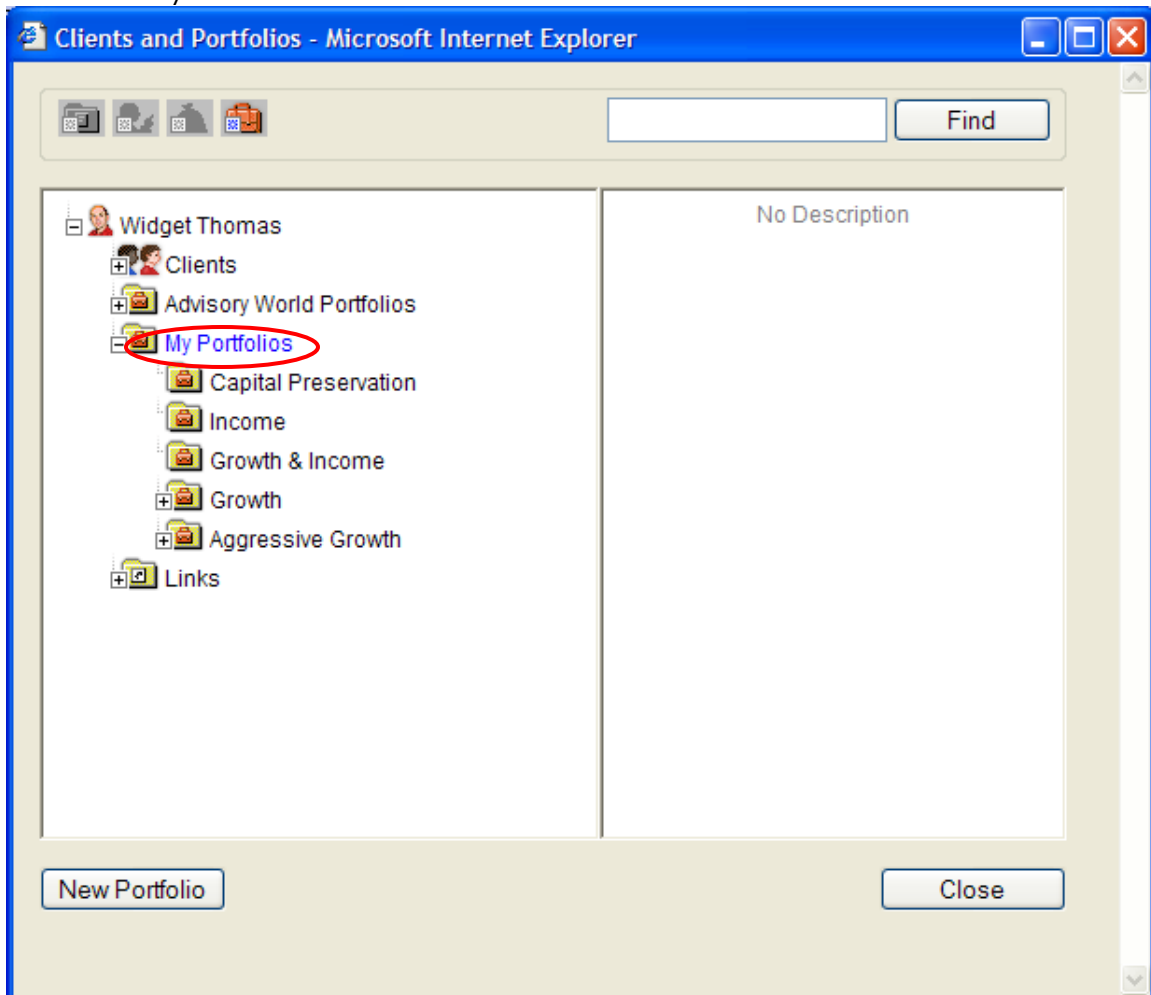 Clients and Portfolios - Microsoft Internet Explorer
Find
Widget Thomas
No Description
Clients
Advisory World Portfolios
My Portfolios
Capital Preservation
Income
Growth & Income
Growth
Aggressive Growth
Links
New Portfolio
Close